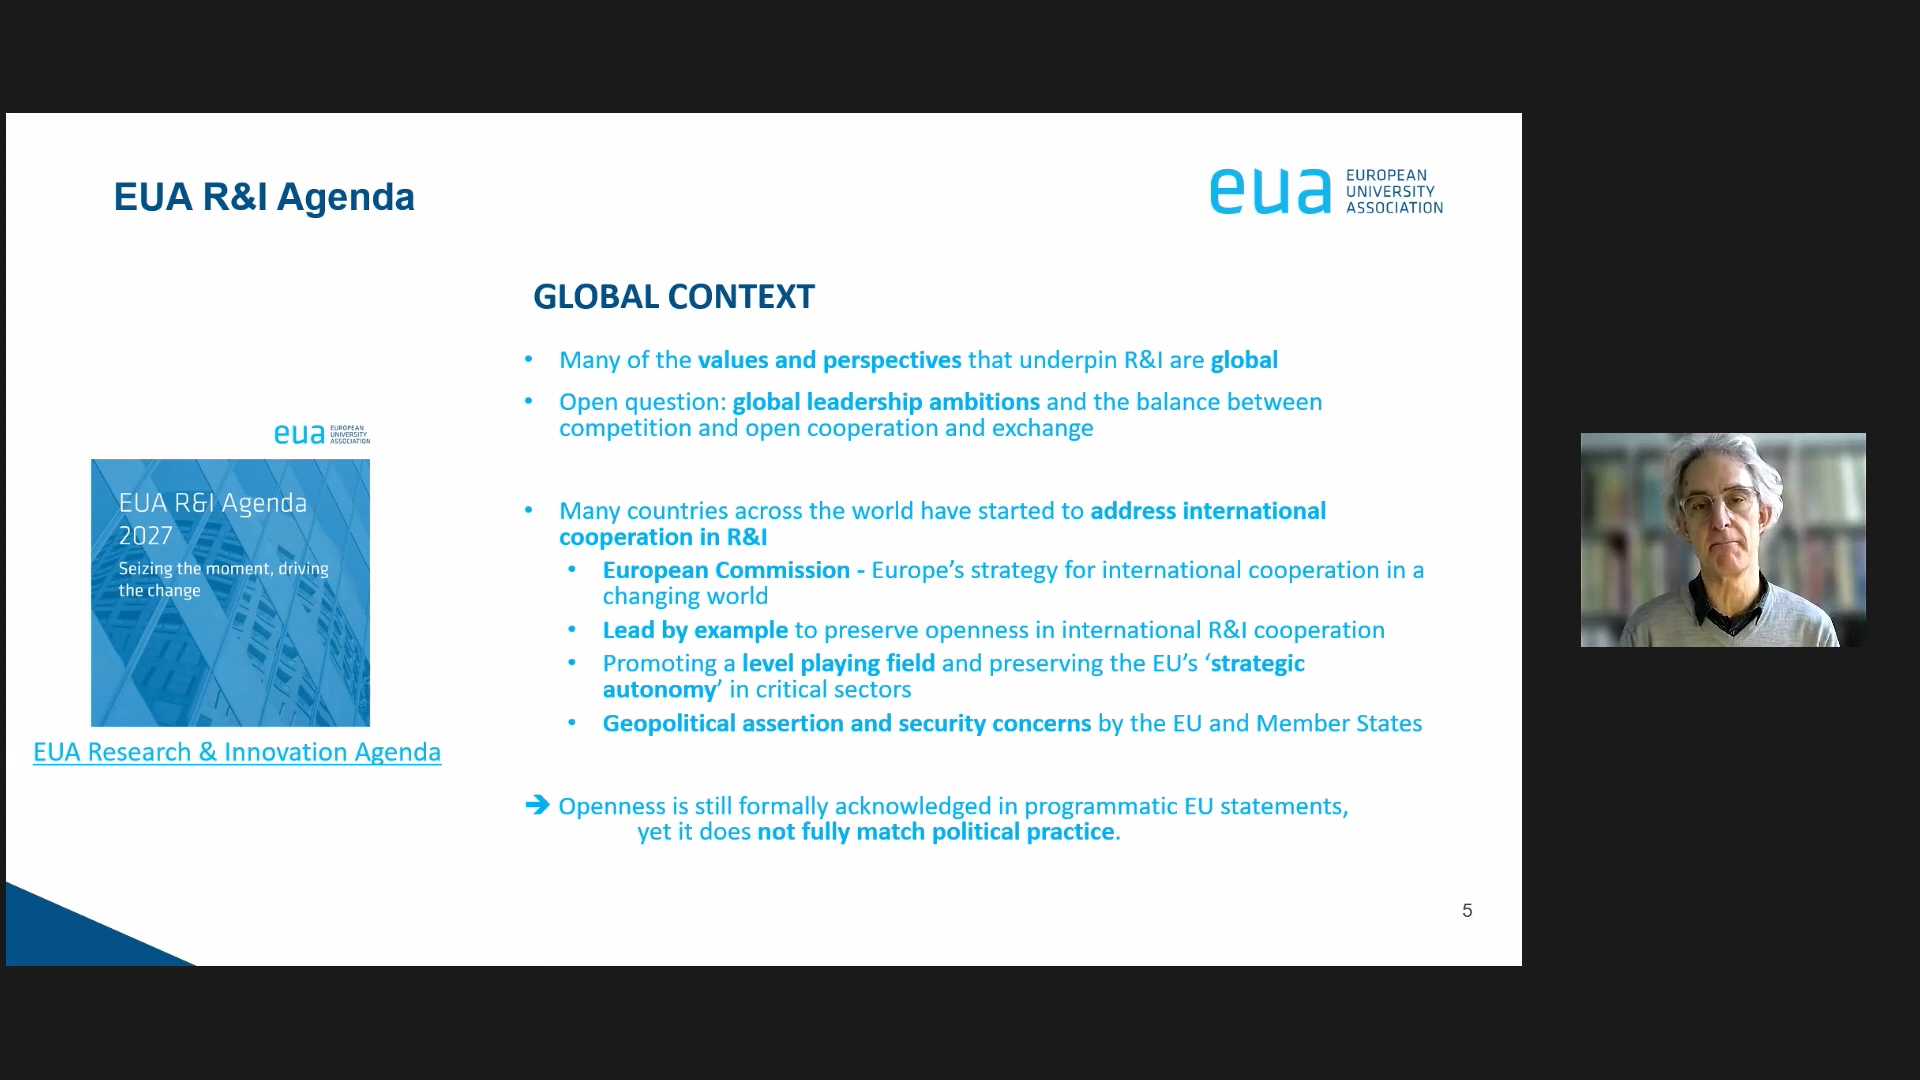 EUA R&I Agenda
eua EUROPEAN
UNIVERSITY
ASSOCIATION
GLOBAL CONTEXT
• Many of the values and perspectives that underpin R&I are global
• Open question: global leadership ambitions and the balance between
competition and open cooperation and exchange
• Many countries across the world have started to address international
cooperation in R&I
• European Commission - Europe’s strategy for international cooperation in a
changing world
• Lead by example to preserve openness in international R&I cooperation
• Promoting a level playing field and preserving the EU’s ‘strategic
autonomy’ in critical sectors
• Geopolitical assertion and security concerns by the EU and Member States
➔ Openness is still formally acknowledged in programmatic EU statements,
yet it does not fully match political practice.
eua EUROPEAN
UNIVERSITY
ASSOCIATION
EUA R&I Agenda
2027
Seizing the moment, driving
the change
EUA Research & Innovation Agenda
5